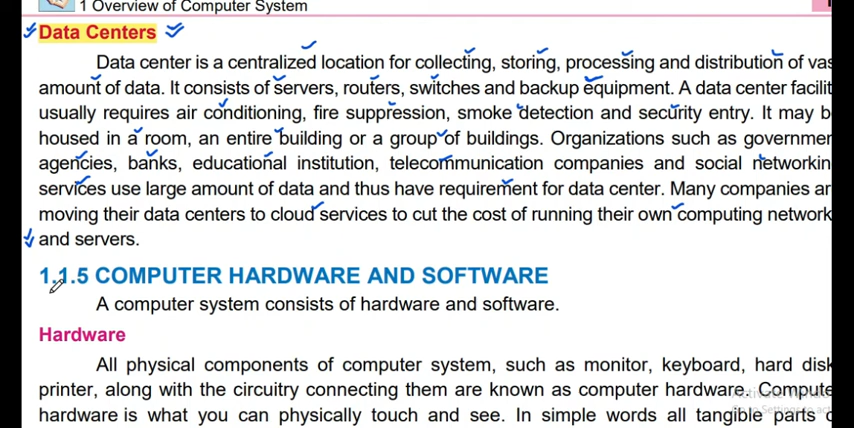 1 Overview of Computer System
Data Centers
Data center is a centralized location for collecting, storing, processing and distribution of vas
amount of data. It consists of servers, routers, switches and backup equipment. A data center facilit
usually requires air conditioning, fire suppression, smoke detection and security entry. It may b
housed in a room, an entire building or a group of buildings. Organizations such as governmen
agencies, banks, educational institution, telecommunication companies and social networkin
services use large amount of data and thus have requirement for data center. Many companies ar
moving their data centers to cloud services to cut the cost of running their own computing network
and servers.
1.1.5 COMPUTER HARDWARE AND SOFTWARE
A computer system consists of hardware and software.
Hardware
All physical components of computer system, such as monitor, keyboard, hard disk
printer, along with the circuitry connecting them are known as computer hardware. Compute
hardware is what you can physically touch and see. In simple words all tangible parts o